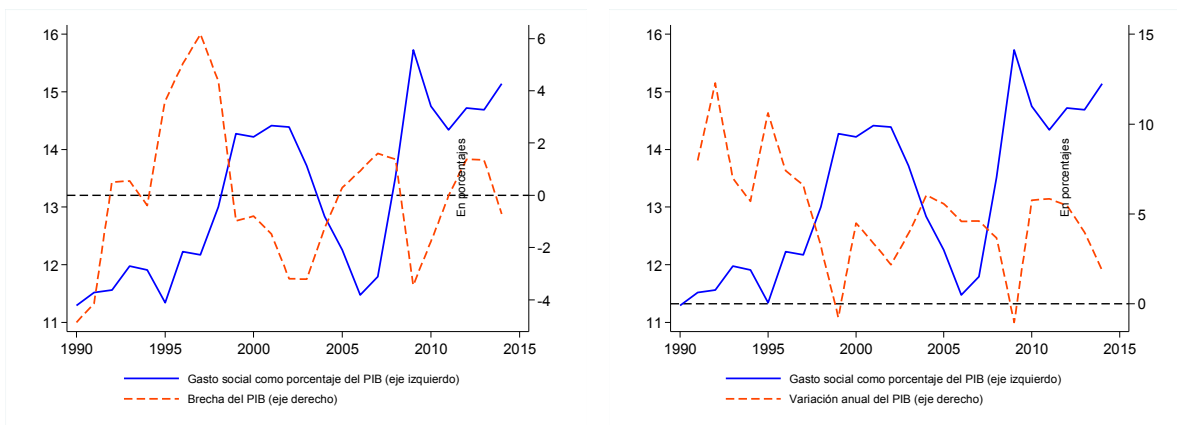 16
15
14
13
12
11
6
4
2
0
-2
-4
En porcentajes
1990 1995 2000 2005 2010 2015
Gasto social como porcentaje del PIB (eje izquierdo)
Brecha del PIB (eje derecho)
16
15
14
13
12
11
15
10
5
0
En porcentajes
1990 1995 2000 2005 2010 2015
Gasto social como porcentaje del PIB (eje izquierdo)
Variación anual del PIB (eje derecho)